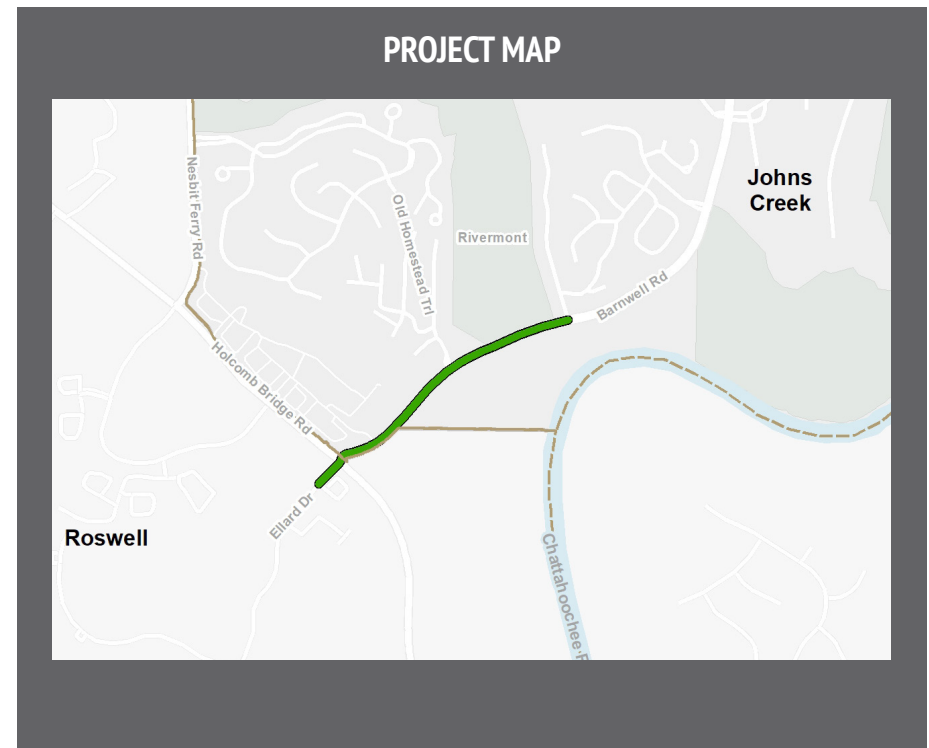 PROJECT MAP
Johns
Creek
Nesbit Ferry Rd
Old Homestead Trl
Rivermont
Barnwell Rd
Holcomb Bridge Rd
Ellard Dr
Roswell
Chattahoochee